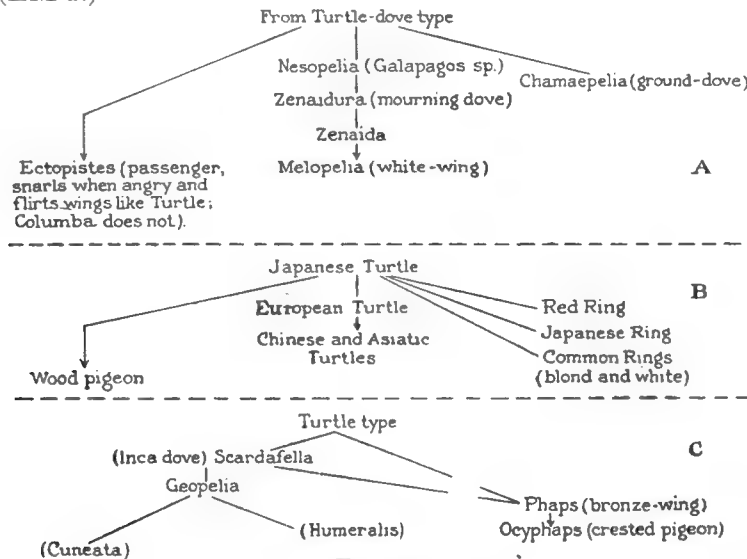 From Turtle-dove type
Nesopelia (Galapagos sp.)
Chamaepelia (ground-dove)
Zenaidura (mourning dove)
Zenaida
Ectopistes (passenger,
snarls when angry and
flirts wings like Turtle;
Columba does not).
Melopelia (white-wing)
A
Japanese Turtle
B
European Turtle
Red Ring
Chinese and Asiatic
Turtles
Japanese Ring
Common Rings
(blond and white)
Wood pigeon
Turtle type
C
(Inca dove) Scardafella
Geopelia
Phaps (bronze-wing)
(Humeralis)
Ocyphaps (crested pigeon)
(Cuneata)